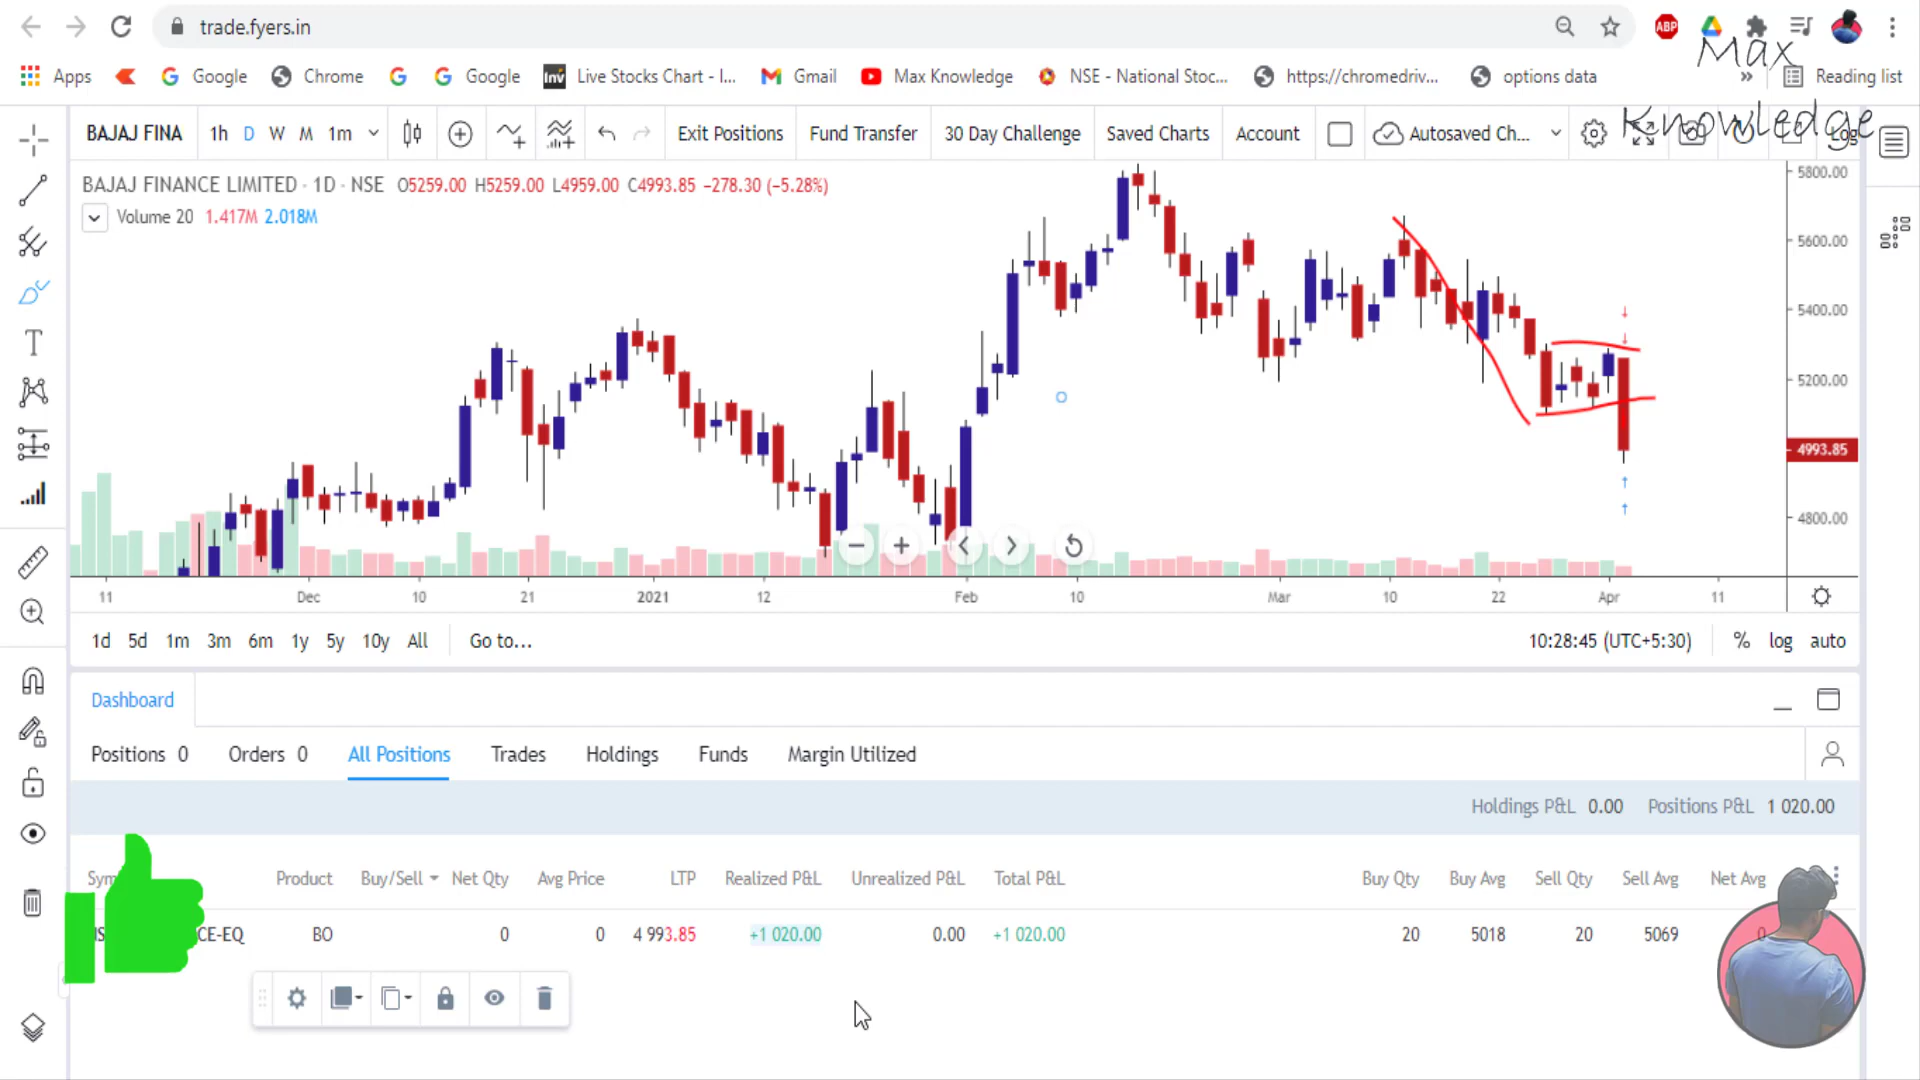 trade.fyers.in
Max
Knowledge
Apps Google Chrome Google Inv Live Stocks Chart - I... Gmail Max Knowledge NSE - National Stoc... https://chromedriv... options data » Reading list
BAJAJ FINA 1h D W M 1m Exit Positions Fund Transfer 30 Day Challenge Saved Charts Account Autosaved Ch...
BAJAJ FINANCE LIMITED · 1D · NSE O5259.00 H5259.00 L4959.00 C4993.85 −278.30 (−5.28%)
Volume 20 1.417M 2.018M
5800.00
5600.00
5400.00
5200.00
4993.85
4800.00
11 Dec 10 21 2021 12 Feb 10 Mar 10 22 Apr 11
1d 5d 1m 3m 6m 1y 5y 10y All Go to... 10:28:45 (UTC+5:30) % log auto
Dashboard
Positions 0 Orders 0 All Positions Trades Holdings Funds Margin Utilized
Holdings P&L 0.00 Positions P&L 1 020.00
Product Buy/Sell Net Qty Avg Price LTP Realized P&L Unrealized P&L Total P&L Buy Qty Buy Avg Sell Qty Sell Avg Net Avg
CE-EQ BO 0 0 4 993.85 +1 020.00 0.00 +1 020.00 20 5018 20 5069 0
ABP